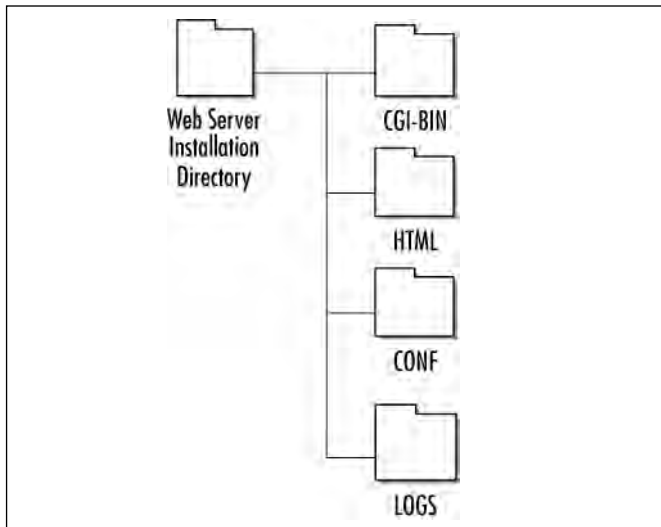 Web Server
Installation
Directory
CGI-BIN
HTML
CONF
LOGS